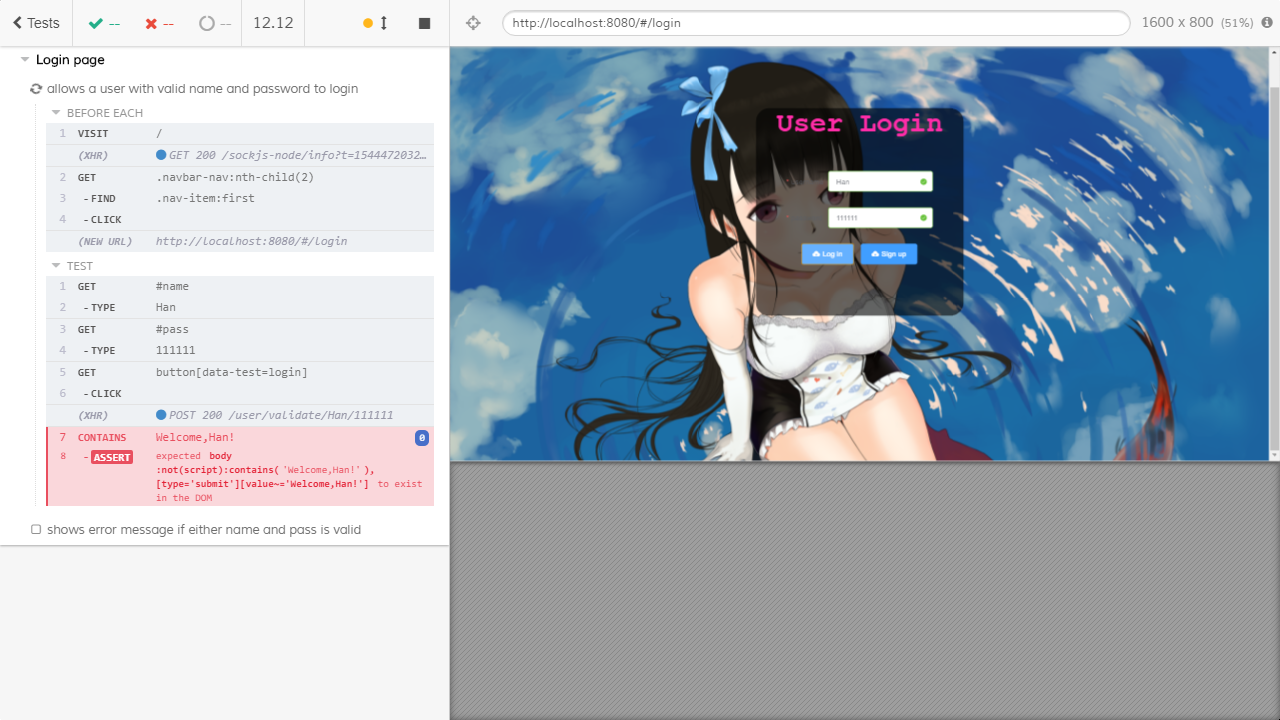 Tests
--
--
--
12.12
http://localhost:8080/#/login
1600 x 800 (51%)
Login page
allows a user with valid name and password to login
BEFORE EACH
1 VISIT /
(XHR) GET 200 /sockjs-node/info?t=1544472032…
2 GET .navbar-nav:nth-child(2)
3 - FIND .nav-item:first
4 - CLICK
(NEW URL) http://localhost:8080/#/login
TEST
1 GET #name
2 - TYPE Han
3 GET #pass
4 - TYPE 111111
5 GET button[data-test=login]
6 - CLICK
(XHR) POST 200 /user/validate/Han/111111
7 CONTAINS Welcome,Han! 0
8 - ASSERT expected body
:not(script):contains('Welcome,Han!'),
[type='submit'][value~='Welcome,Han!'] to exist
in the DOM
shows error message if either name and pass is valid
User Login
Han
111111
Log in Sign up